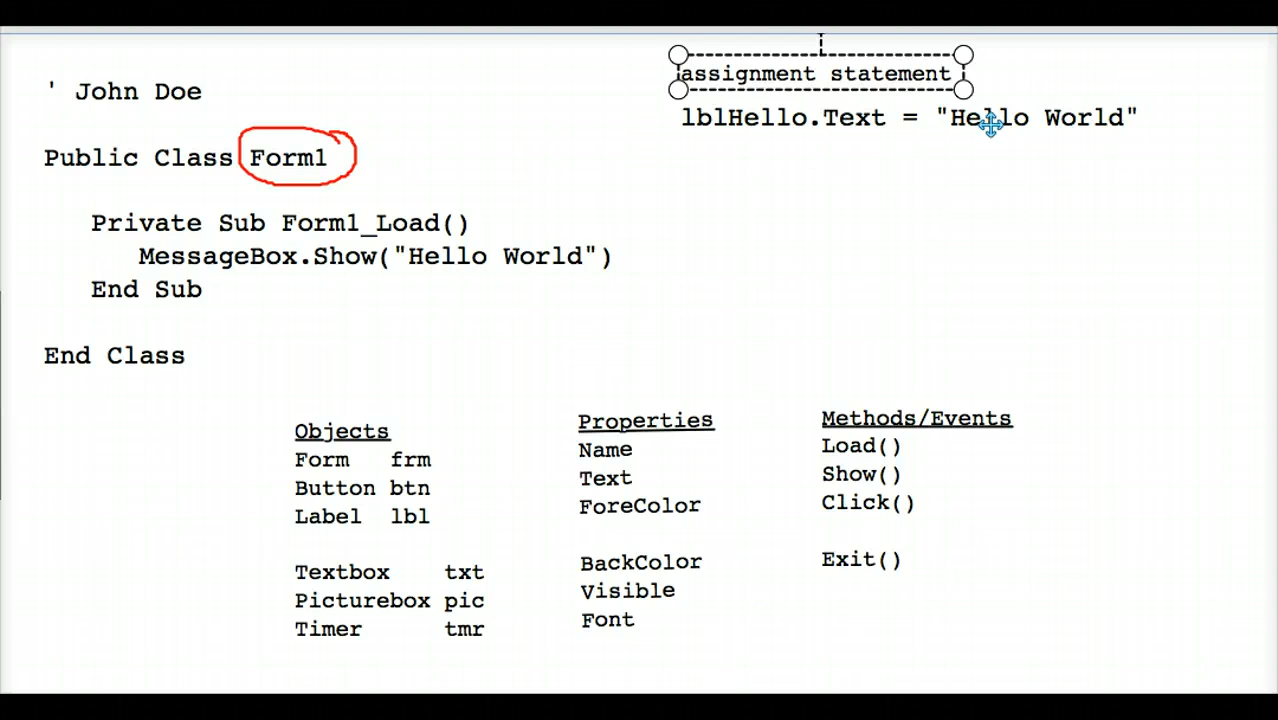 ' John Doe
Public Class Form1
Private Sub Form1_Load()
MessageBox.Show("Hello World")
End Sub
End Class
assignment statement
lblHello.Text = "Hello World"
Objects
Form frm
Button btn
Label lbl
Textbox txt
Picturebox pic
Timer tmr
Properties
Name
Text
ForeColor
BackColor
Visible
Font
Methods/Events
Load()
Show()
Click()
Exit()